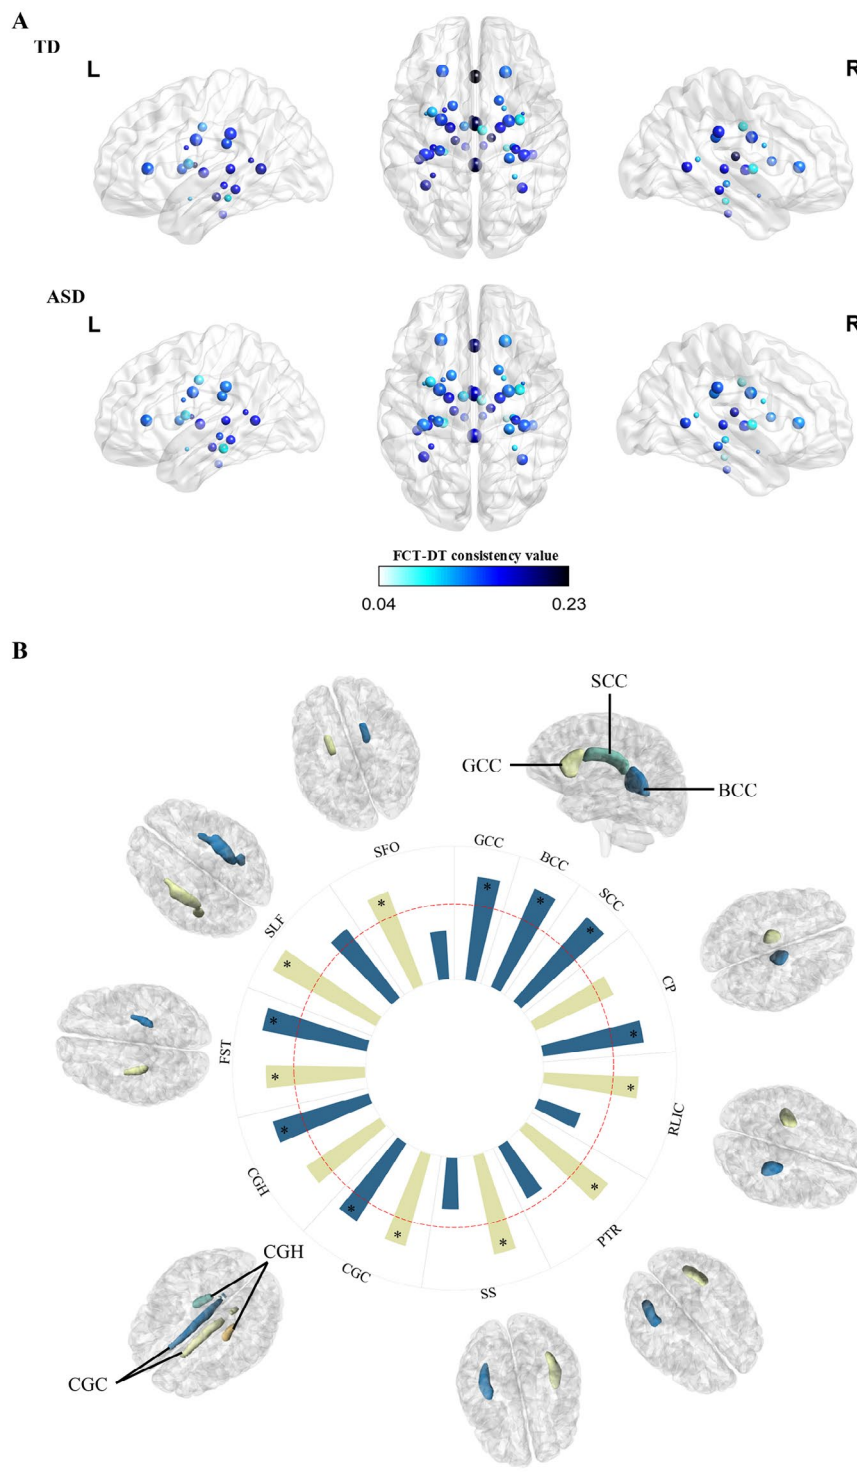 A
TD
L
R
ASD
L
R
FCT-DT consistency value
0.04
0.23
B
SCC
GCC
BCC
SFO
GCC
BCC
SCC
SLF
CP
*
*
*
*
*
*
*
FST
*
*
RLIC
*
*
CGH
*
*
*
*
PTR
CGC
SS
CGH
CGC